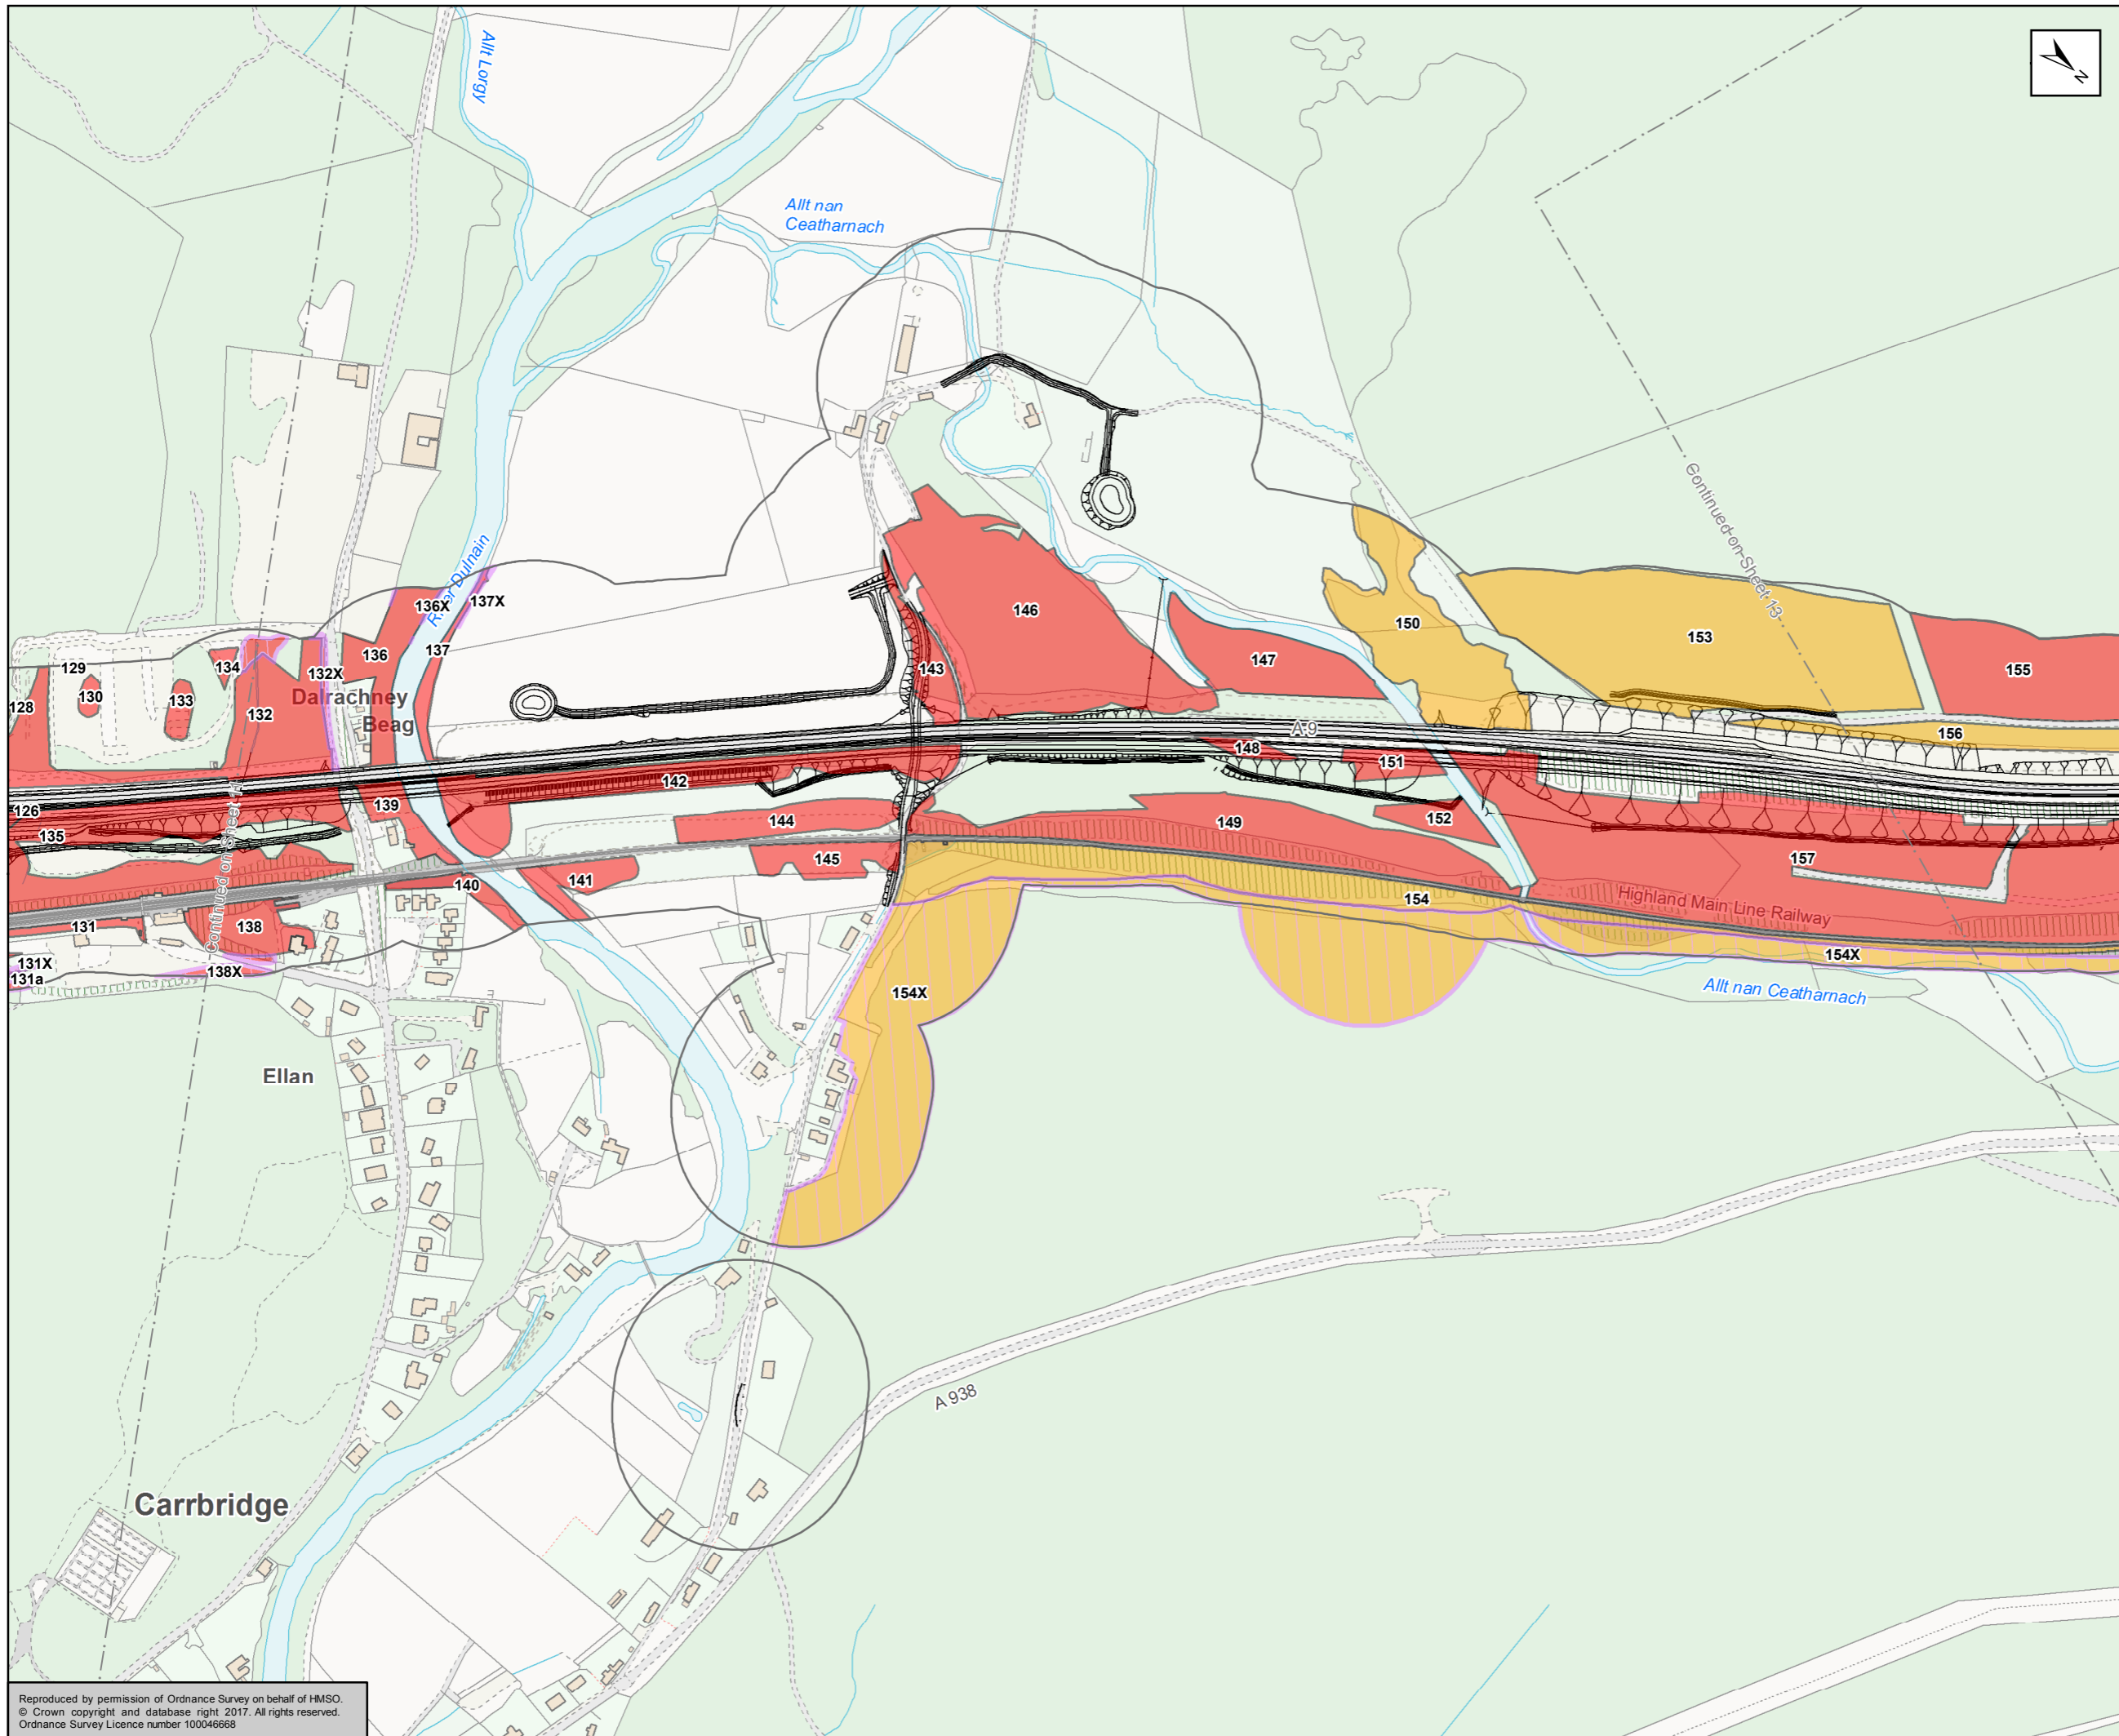 Allt Lorgy
N
Allt nan
Ceatharnach
Continued on Sheet 13
River Dulnain
136X
137X
146
150
153
129
134
132X
136
137
143
147
155
130
133
128
132
Dalrachney
Beag
A 9
148
151
156
126
139
142
135
144
149
152
145
157
140
141
154
Highland Main Line Railway
131
138
Continued on Sheet 11
131X
131a
138X
154X
154X
Allt nan Ceatharnach
Ellan
A 938
Carrbridge
Reproduced by permission of Ordnance Survey on behalf of HMSO.
© Crown copyright and database right 2017. All rights reserved.
Ordnance Survey Licence number 100046668